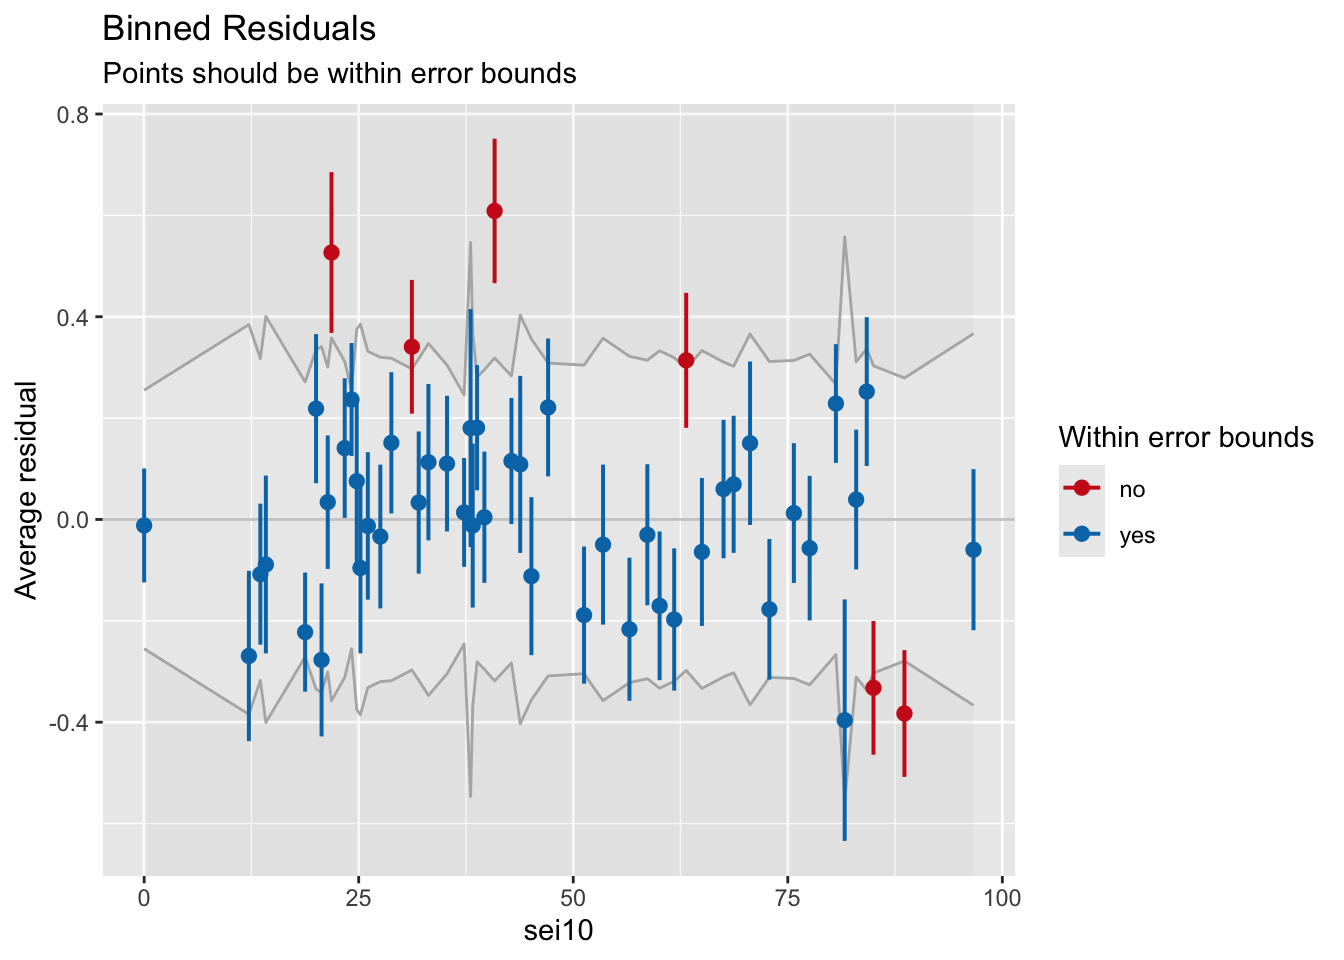 Binned Residuals
Points should be within error bounds
0.8
0.4
0.0
-0.4
Average residual
0
25
50
75
100
sei10
Within error bounds
no
yes